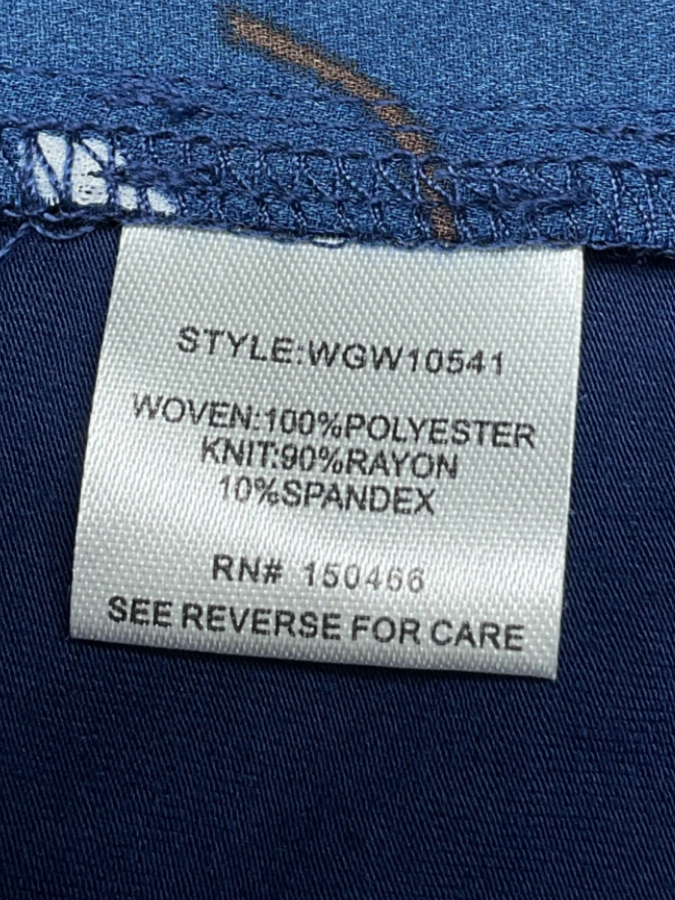 STYLE:WGW10541
WOVEN:100%POLYESTER
KNIT:90%RAYON
10%SPANDEX
RN# 150466
SEE REVERSE FOR CARE